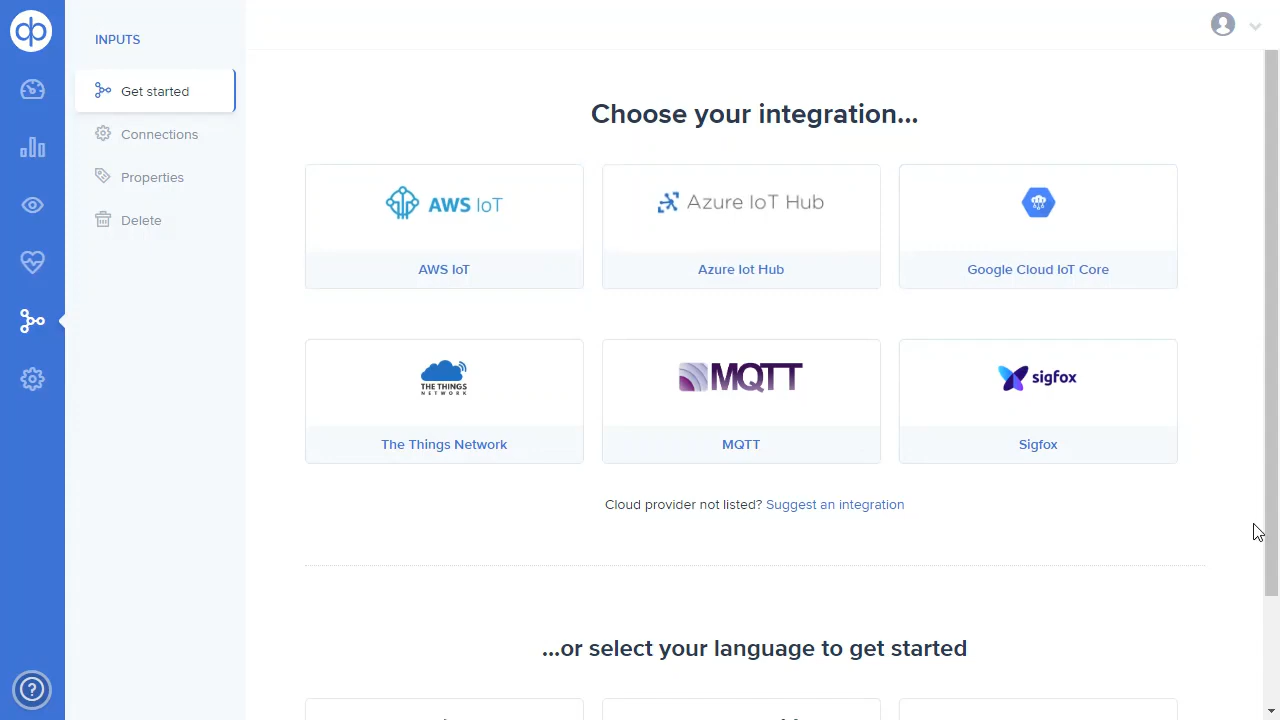 INPUTS
Get started
Connections
Properties
Delete
Choose your integration...
AWS IoT
Azure IoT Hub
AWS IoT
Azure Iot Hub
Google Cloud IoT Core
THE THINGS
NETWORK
MQTT
sigfox
The Things Network
MQTT
Sigfox
Cloud provider not listed? Suggest an integration
...or select your language to get started